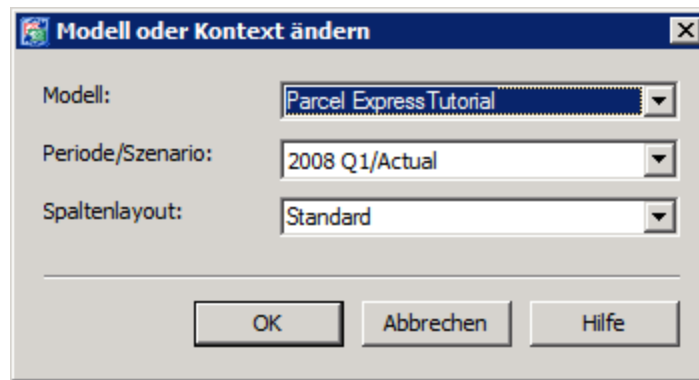 Modell oder Kontext ändern
Modell: Parcel ExpressTutorial
Periode/Szenario: 2008 Q1/Actual
Spaltenlayout: Standard
OK Abbrechen Hilfe